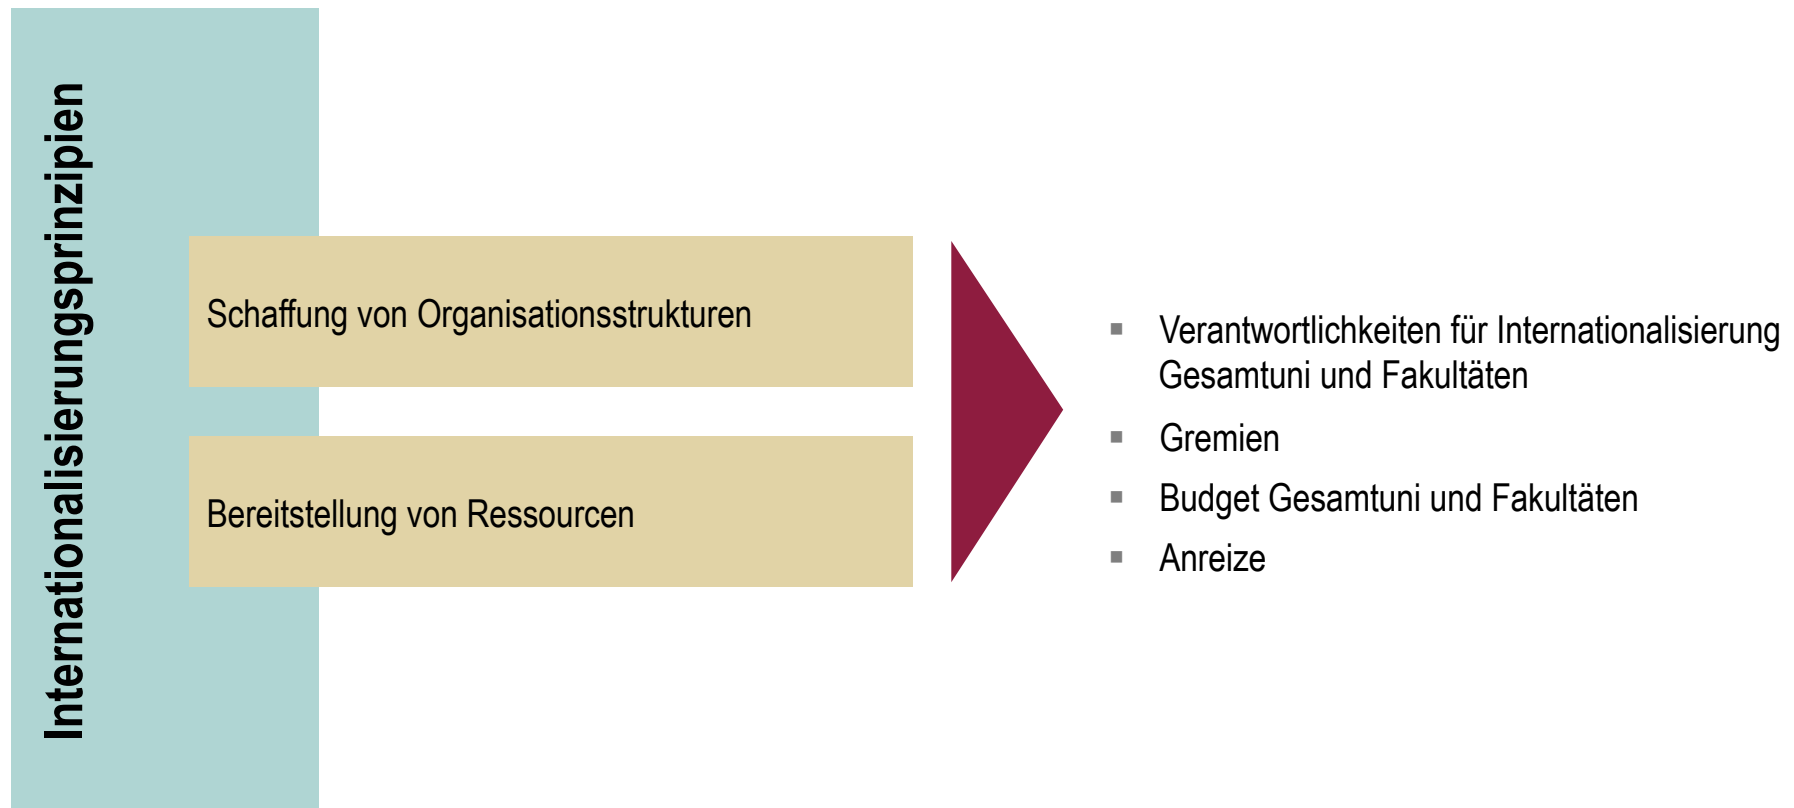 Internationalisierungsprinzipien
Schaffung von Organisationsstrukturen
Bereitstellung von Ressourcen
▪ Verantwortlichkeiten für Internationalisierung
Gesamtuni und Fakultäten
▪ Gremien
▪ Budget Gesamtuni und Fakultäten
▪ Anreize